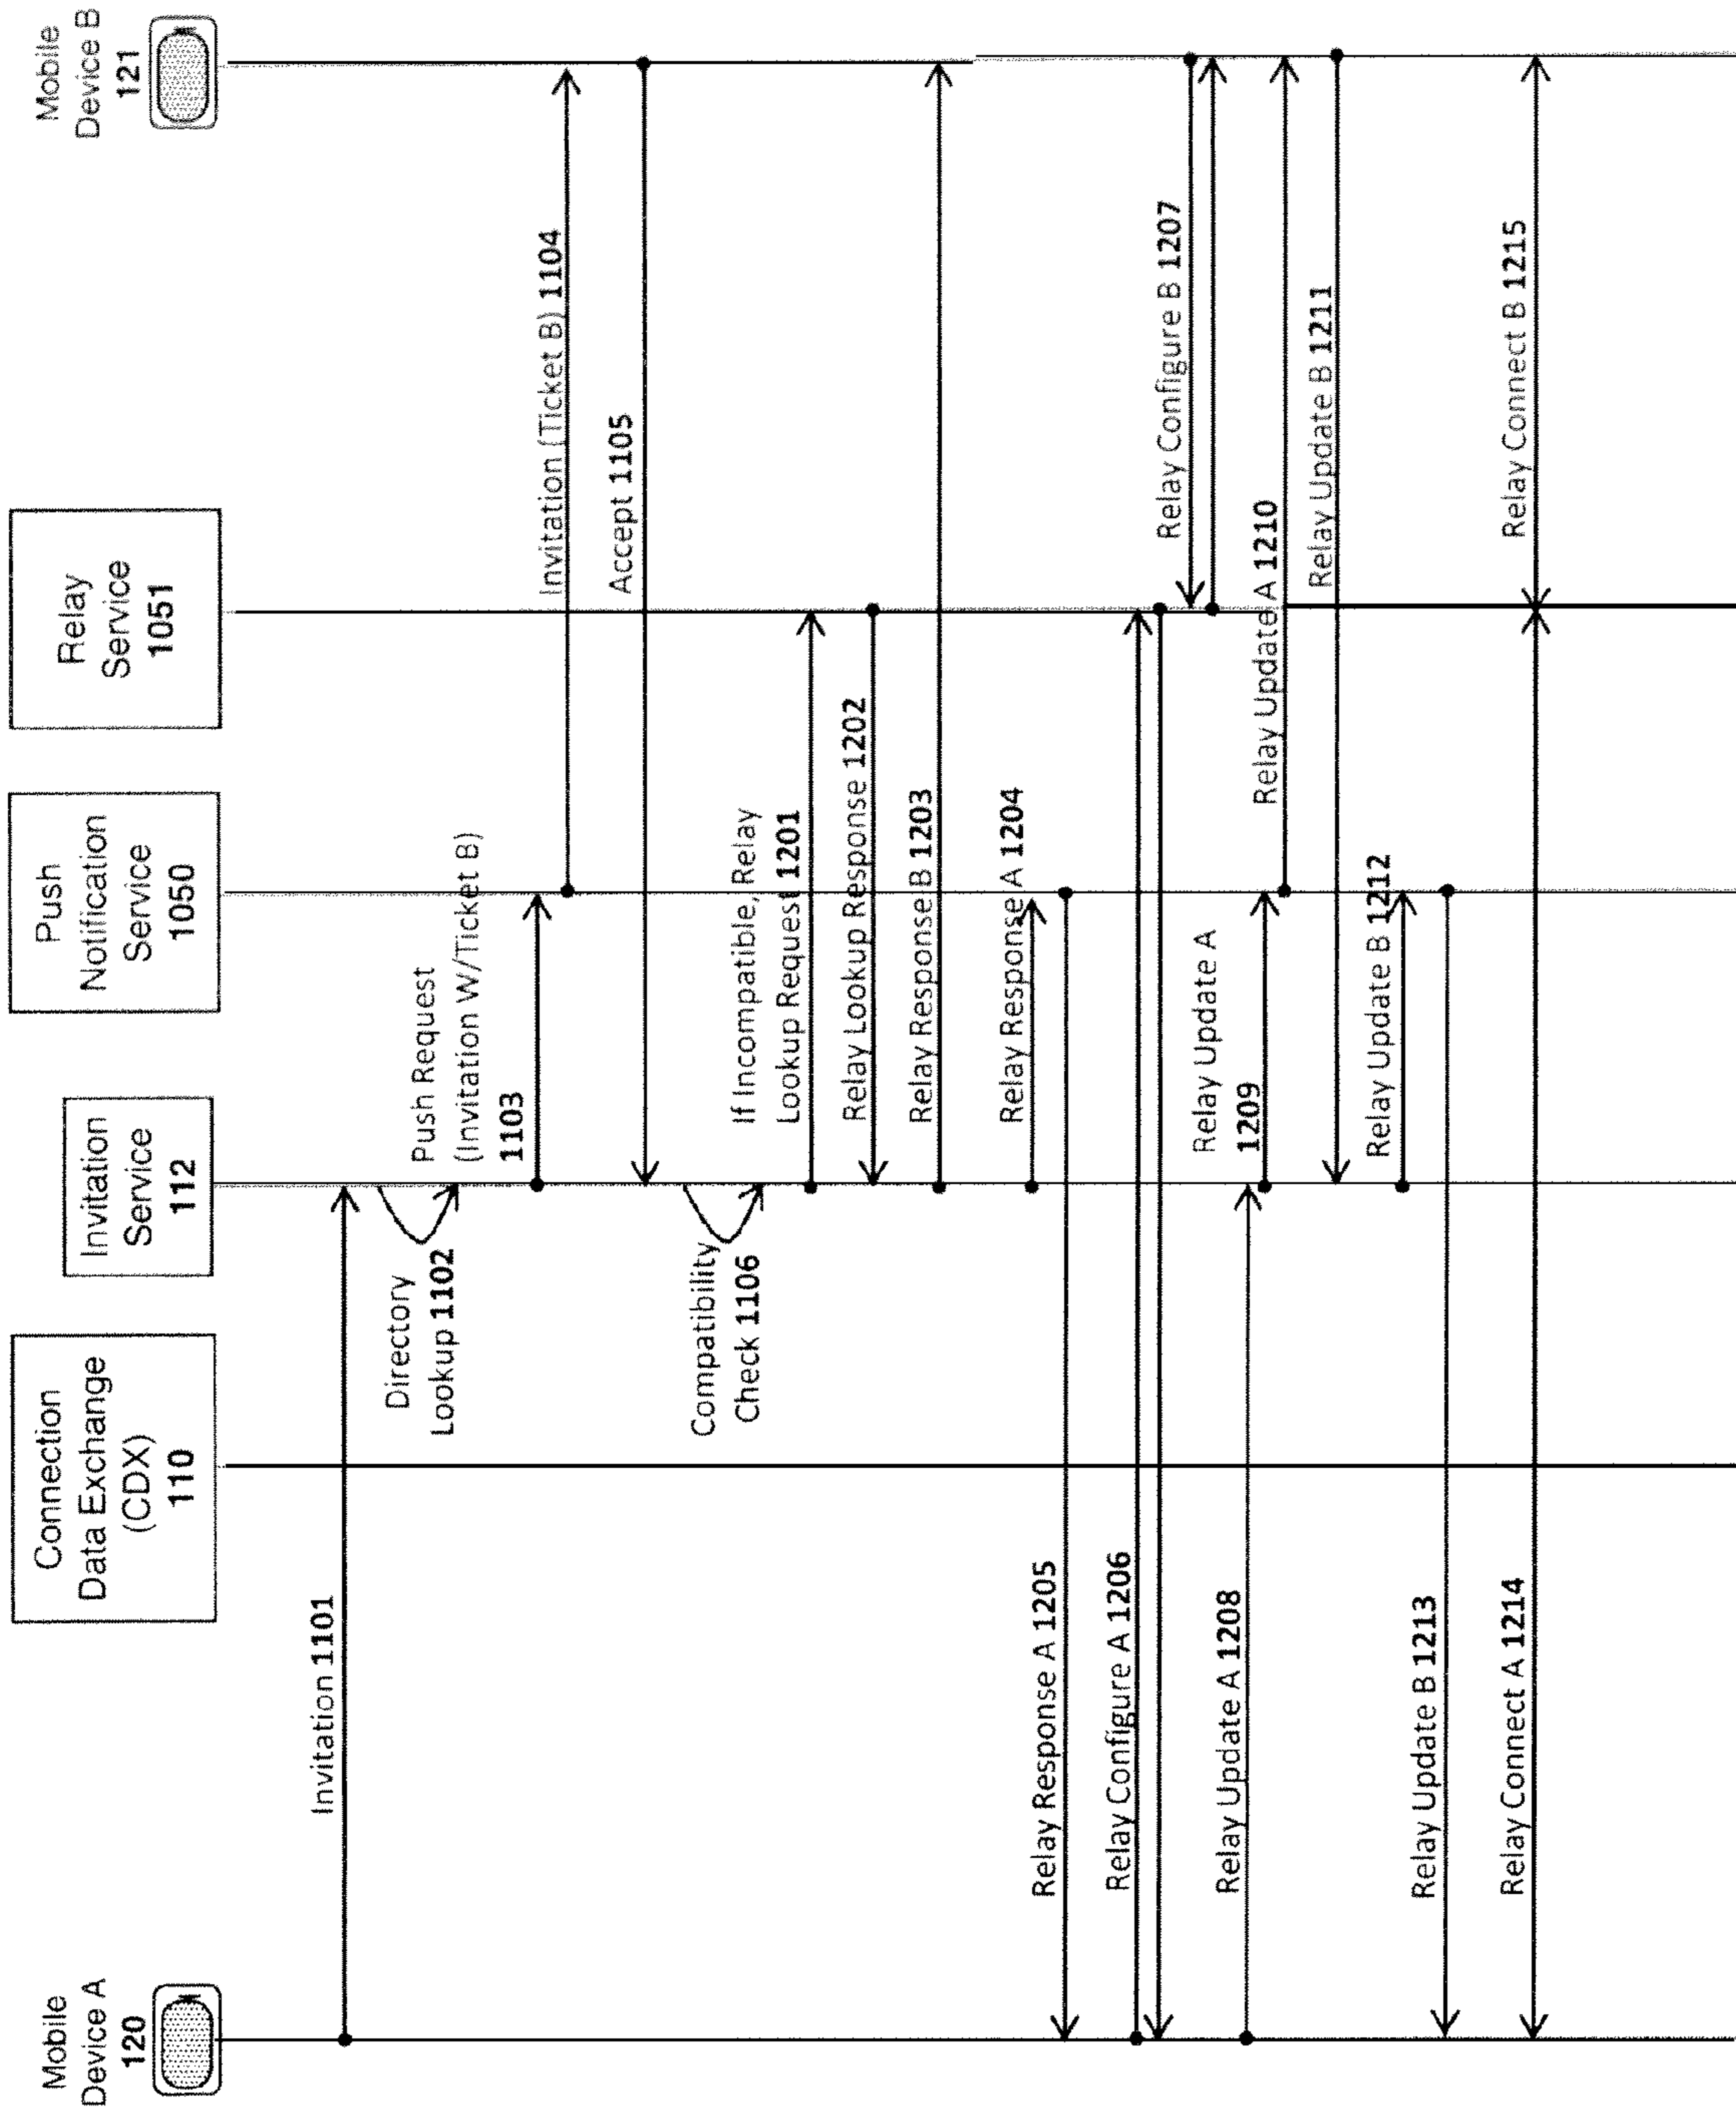 Mobile
Device A
120
Connection
Data Exchange
(CDX)
110
Invitation
Service
112
Push
Notification
Service
1050
Relay
Service
1051
Mobile
Device B
121
Invitation 1101
Directory
Lookup 1102
Push Request
(Invitation W/Ticket B)
1103
Invitation (Ticket B) 1104
Accept 1105
Compatibility
Check 1106
If Incompatible, Relay
Lookup Request 1201
Relay Lookup Response 1202
Relay Response B 1203
Relay Response A 1204
Relay Response A 1205
Relay Configure A 1206
Relay Configure B 1207
Relay Update A 1208
Relay Update A
1209
Relay Update A 1210
Relay Update B 1211
Relay Update B 1212
Relay Update B 1213
Relay Connect A 1214
Relay Connect B 1215